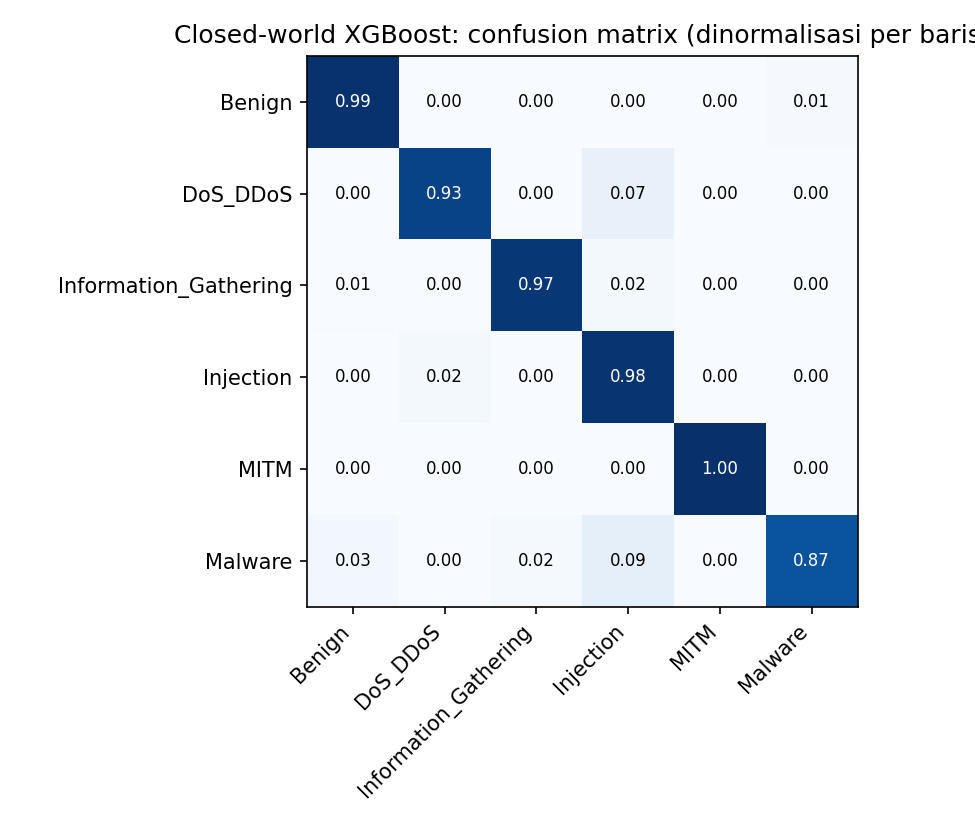 Closed-world XGBoost: confusion matrix (dinormalisasi per baris
Benign 0.99 0.00 0.00 0.00 0.00 0.01
DoS_DDoS 0.00 0.93 0.00 0.07 0.00 0.00
Information_Gathering 0.01 0.00 0.97 0.02 0.00 0.00
Injection 0.00 0.02 0.00 0.98 0.00 0.00
MITM 0.00 0.00 0.00 0.00 1.00 0.00
Malware 0.03 0.00 0.02 0.09 0.00 0.87
Benign
DoS_DDoS
Information_Gathering
Injection
MITM
Malware